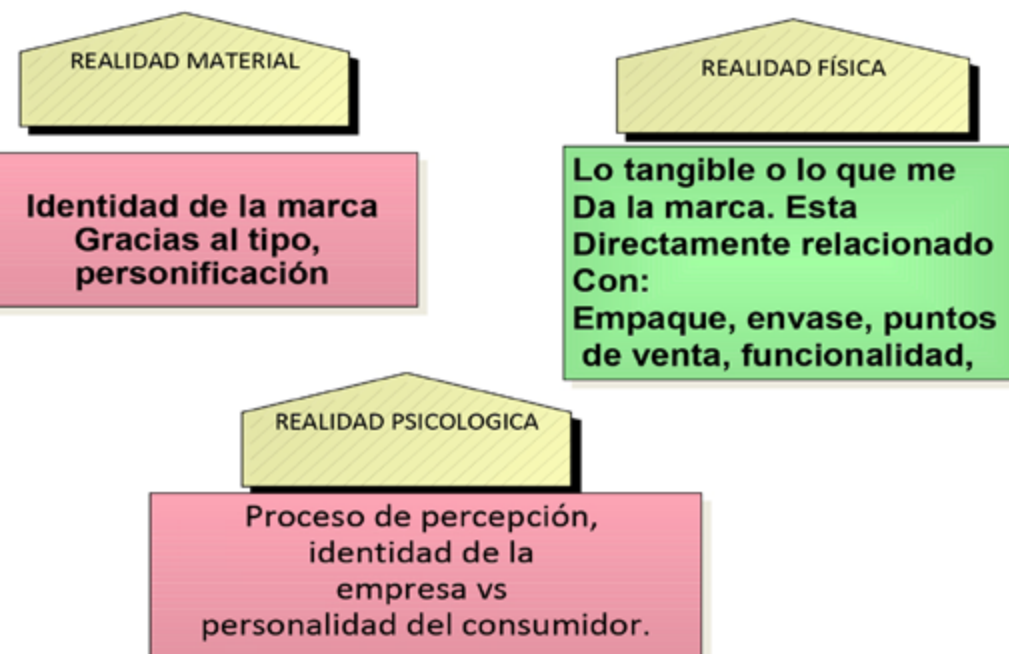 REALIDAD MATERIAL
Identidad de la marca
Gracias al tipo,
personificación
REALIDAD FÍSICA
Lo tangible o lo que me
Da la marca. Esta
Directamente relacionado
Con:
Empaque, envase, puntos
de venta, funcionalidad,
REALIDAD PSICOLOGICA
Proceso de percepción,
identidad de la
empresa vs
personalidad del consumidor.